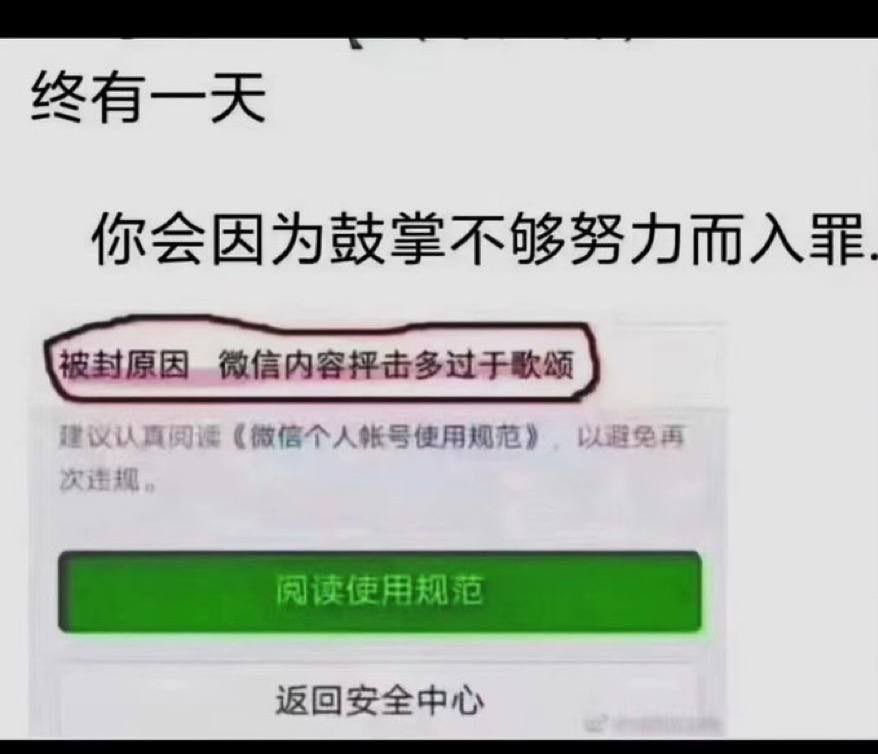 终有一天
你会因为鼓掌不够努力而入罪.
被封原因 微信内容抨击多过于歌颂
建议认真阅读《微信个人帐号使用规范》，以避免再
次违规。
阅读使用规范
返回安全中心